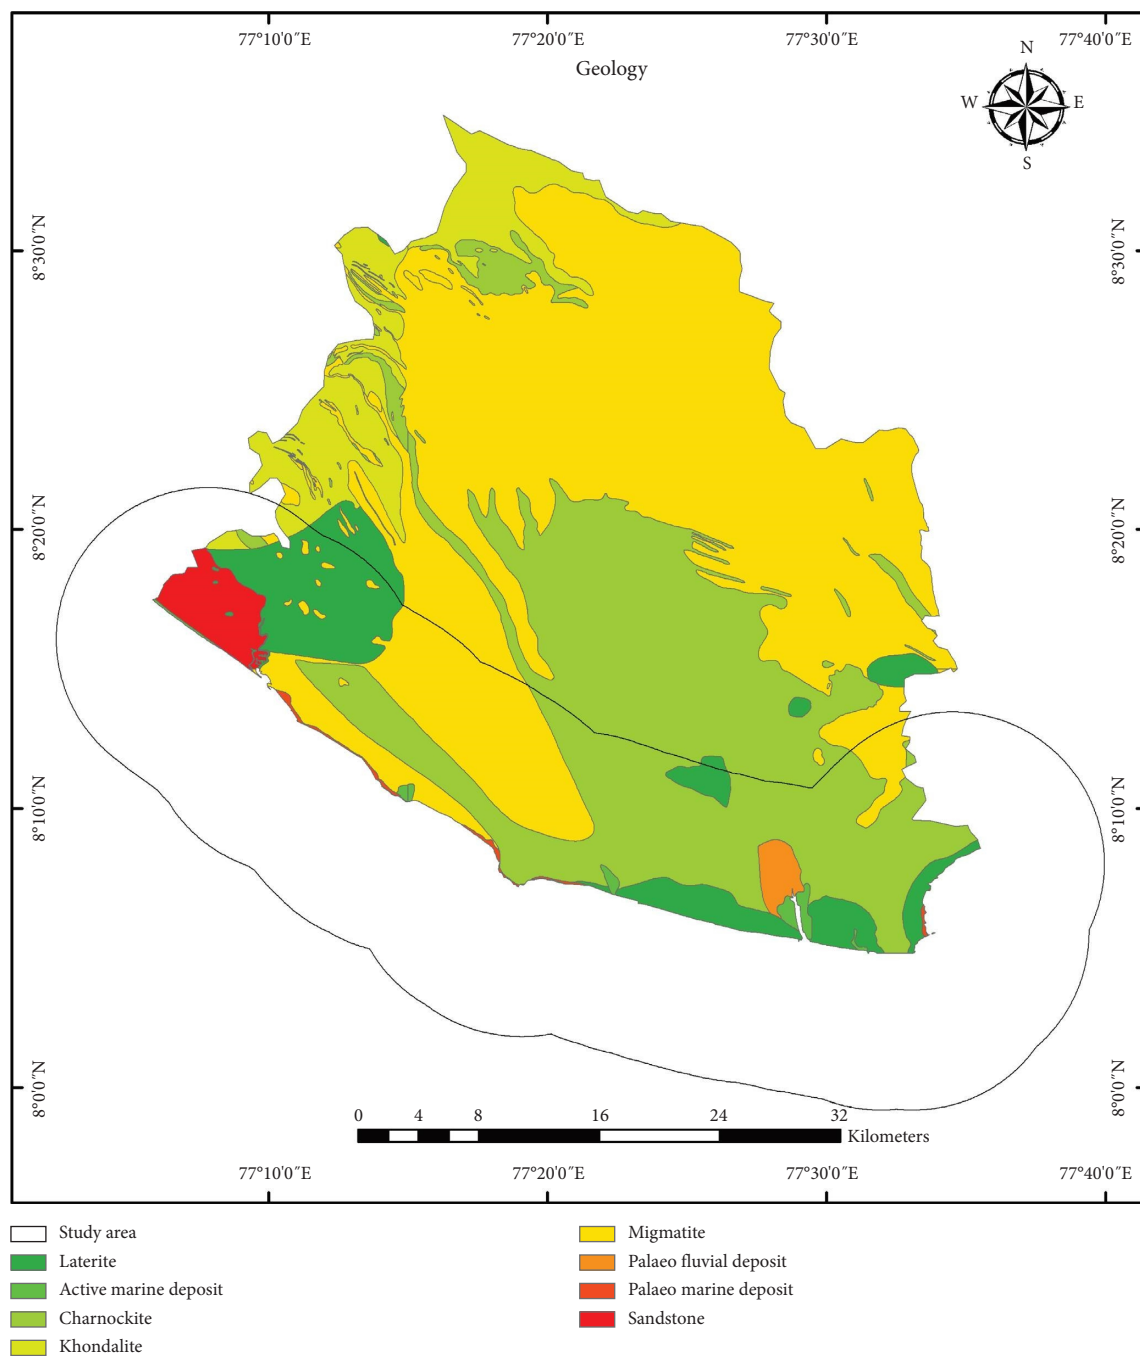 77°10'0″E 77°20'0″E 77°30'0″E 77°40'0″E
Geology
N
W E
S
8°30'0″N 8°30'0″N
8°20'0″N 8°20'0″N
8°10'0″N 8°10'0″N
8°0'0″N 8°0'0″N
0 4 8 16 24 32
Kilometers
77°10'0″E 77°20'0″E 77°30'0″E 77°40'0″E
Study area
Laterite
Active marine deposit
Charnockite
Khondalite
Migmatite
Palaeo fluvial deposit
Palaeo marine deposit
Sandstone